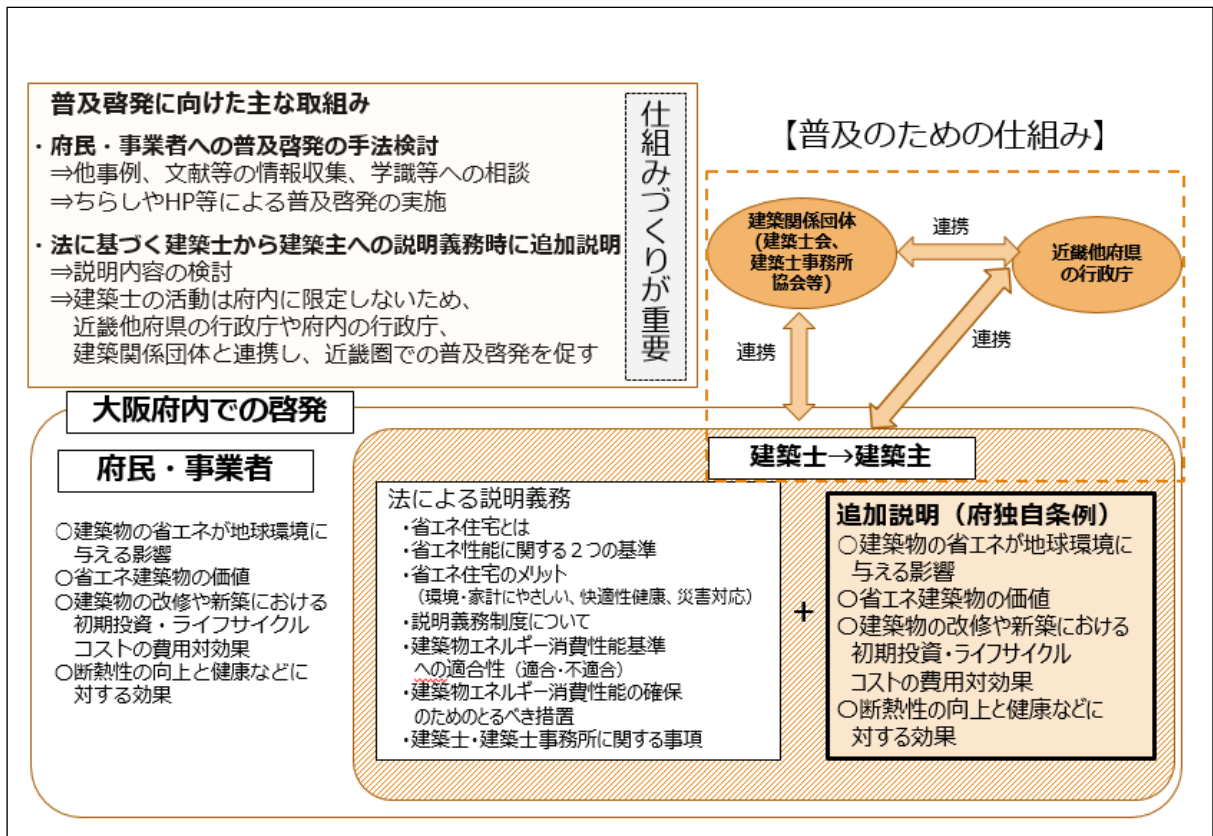 普及啓発に向けた主な取組み
・府民・事業者への普及啓発の手法検討
⇒他事例、文献等の情報収集、学識等への相談
⇒ちらしやHP等による普及啓発の実施
・法に基づく建築士から建築主への説明義務時に追加説明
⇒説明内容の検討
⇒建築士の活動は府内に限定しないため、
近畿他府県の行政庁や府内の行政庁、
建築関係団体と連携し、近畿圏での普及啓発を促す
仕組みづくりが重要
【普及のための仕組み】
建築関係団体
(建築士会、
建築士事務所
協会等)
連携
近畿他府県
の行政庁
連携
連携
大阪府内での啓発
府民・事業者
○建築物の省エネが地球環境に
与える影響
○省エネ建築物の価値
○建築物の改修や新築における
初期投資・ライフサイクル
コストの費用対効果
○断熱性の向上と健康などに
対する効果
建築士→建築主
法による説明義務
・省エネ住宅とは
・省エネ性能に関する２つの基準
・省エネ住宅のメリット
（環境・家計にやさしい、快適性健康、災害対応）
・説明義務制度について
・建築物エネルギー消費性能基準
への適合性（適合・不適合）
・建築物エネルギー消費性能の確保
のためのとるべき措置
・建築士・建築士事務所に関する事項
+
追加説明（府独自条例）
○建築物の省エネが地球環境に
与える影響
○省エネ建築物の価値
○建築物の改修や新築における
初期投資・ライフサイクル
コストの費用対効果
○断熱性の向上と健康などに
対する効果